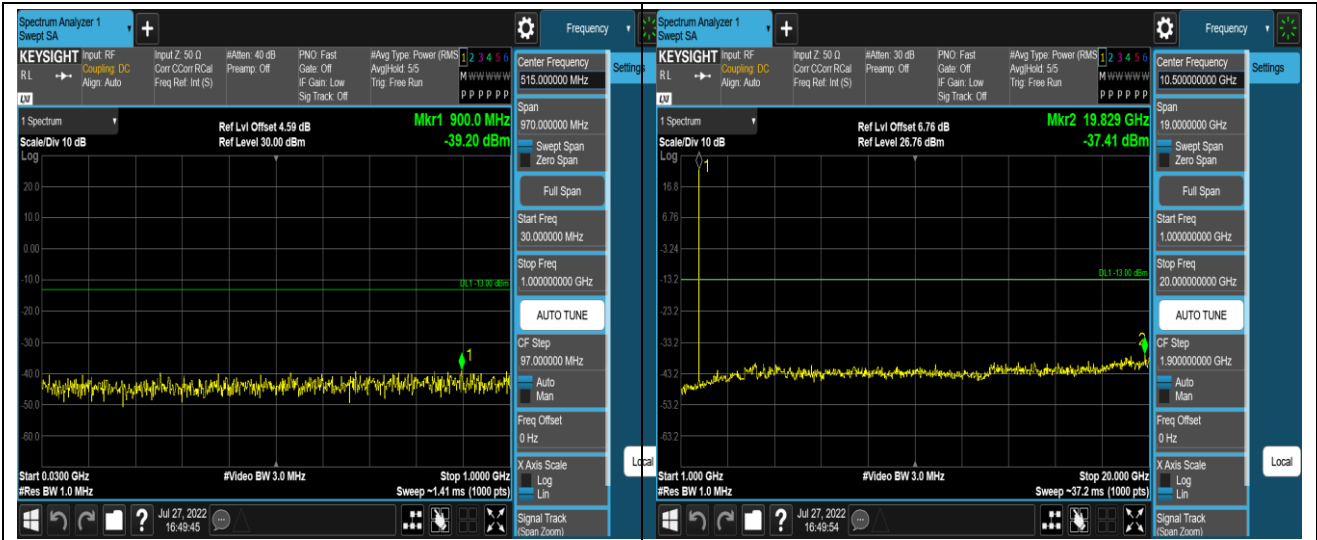 Spectrum Analyzer 1
Swept SA
+
Frequency
KEYSIGHT
RL
LXI
Input: RF
Coupling: DC
Align: Auto
Input Z: 50 Ω
Corr CCorr RCal
Freq Ref: Int (S)
#Atten: 40 dB
Preamp: Off
PNO: Fast
Gate: Off
IF Gain: Low
Sig Track: Off
#Avg Type: Power (RMS
Avg|Hold: 5/5
Trig: Free Run
1 2 3 4 5 6
M W W W W W
P P P P P P
Center Frequency
515.000000 MHz
Settings
1 Spectrum
Scale/Div 10 dB
Log
Ref Lvl Offset 4.59 dB
Ref Level 30.00 dBm
Mkr1 900.0 MHz
-39.20 dBm
20.0
10.0
0.00
-10.0
-20.0
-30.0
-40.0
-50.0
-60.0
DL1 -13.00 dBm
1
Span
970.000000 MHz
Swept Span
Zero Span
Full Span
Start Freq
30.000000 MHz
Stop Freq
1.000000000 GHz
AUTO TUNE
CF Step
97.000000 MHz
Auto
Man
Freq Offset
0 Hz
X Axis Scale
Log
Lin
Signal Track
(Span Zoom)
Local
Start 0.0300 GHz
#Res BW 1.0 MHz
#Video BW 3.0 MHz
Stop 1.0000 GHz
Sweep ~1.41 ms (1000 pts)
?
Jul 27, 2022
16:49:45
Spectrum Analyzer 1
Swept SA
+
Frequency
KEYSIGHT
RL
LXI
Input: RF
Coupling: DC
Align: Auto
Input Z: 50 Ω
Corr CCorr RCal
Freq Ref: Int (S)
#Atten: 30 dB
Preamp: Off
PNO: Fast
Gate: Off
IF Gain: Low
Sig Track: Off
#Avg Type: Power (RMS
Avg|Hold: 5/5
Trig: Free Run
1 2 3 4 5 6
M W W W W W
P P P P P P
Center Frequency
10.500000000 GHz
Settings
1 Spectrum
Scale/Div 10 dB
Log
Ref Lvl Offset 6.76 dB
Ref Level 26.76 dBm
Mkr2 19.829 GHz
-37.41 dBm
1
16.8
6.76
-3.24
-13.2
-23.2
-33.2
-43.2
-53.2
-63.2
DL1 -13.00 dBm
2
Span
19.0000000 GHz
Swept Span
Zero Span
Full Span
Start Freq
1.000000000 GHz
Stop Freq
20.000000000 GHz
AUTO TUNE
CF Step
1.900000000 GHz
Auto
Man
Freq Offset
0 Hz
X Axis Scale
Log
Lin
Signal Track
(Span Zoom)
Local
Start 1.000 GHz
#Res BW 1.0 MHz
#Video BW 3.0 MHz
Stop 20.000 GHz
Sweep ~37.2 ms (1000 pts)
?
Jul 27, 2022
16:49:54